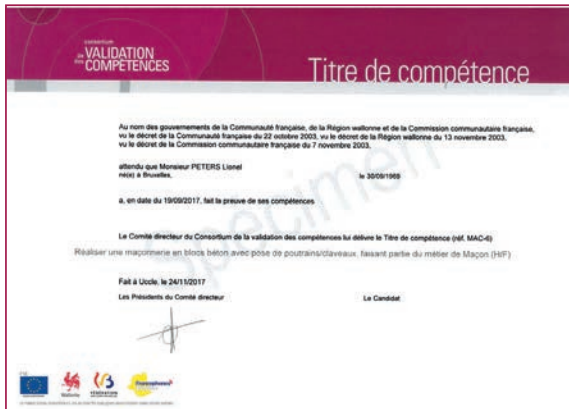 consortium
de VALIDATION
des COMPÉTENCES
Titre de compétence
Au nom des gouvernements de la Communauté française, de la Région wallonne et de la Commission communautaire française,
vu le décret de la Communauté française du 22 octobre 2003, vu le décret de la Région wallonne du 13 novembre 2003,
vu le décret de la Commission communautaire française du 7 novembre 2003,
attendu que Monsieur PETERS Lionel
né(e) à Bruxelles, le 30/09/1969
a, en date du 19/09/2017, fait la preuve de ses compétences
Specimen
Le Comité directeur du Consortium de la validation des compétences lui délivre le Titre de compétence (réf. MAC-6)
Réaliser une maçonnerie en blocs béton avec pose de poutrains/claveaux, faisant partie du métier de Maçon (H/F)
Fait à Uccle, le 24/11/2017
Les Présidents du Comité directeur Le Candidat
Wallonie
FÉDÉRATION